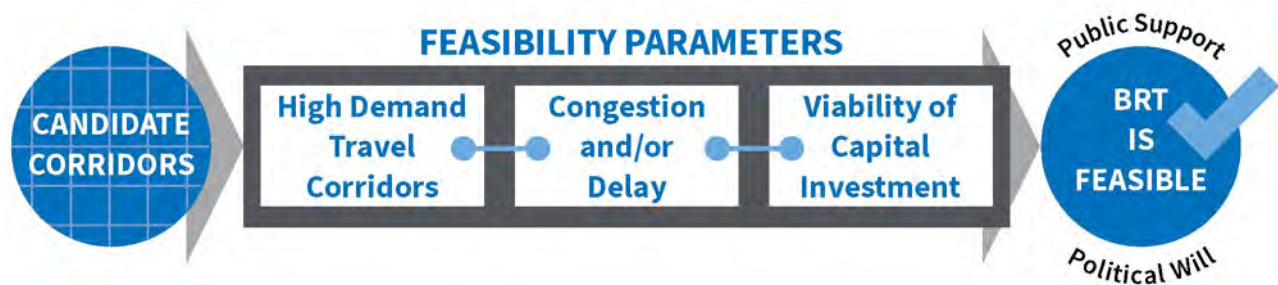 FEASIBILITY PARAMETERS
CANDIDATE
CORRIDORS
High Demand
Travel
Corridors
Congestion
and/or
Delay
Viability of
Capital
Investment
Public Support
BRT
IS
FEASIBLE
Political Will